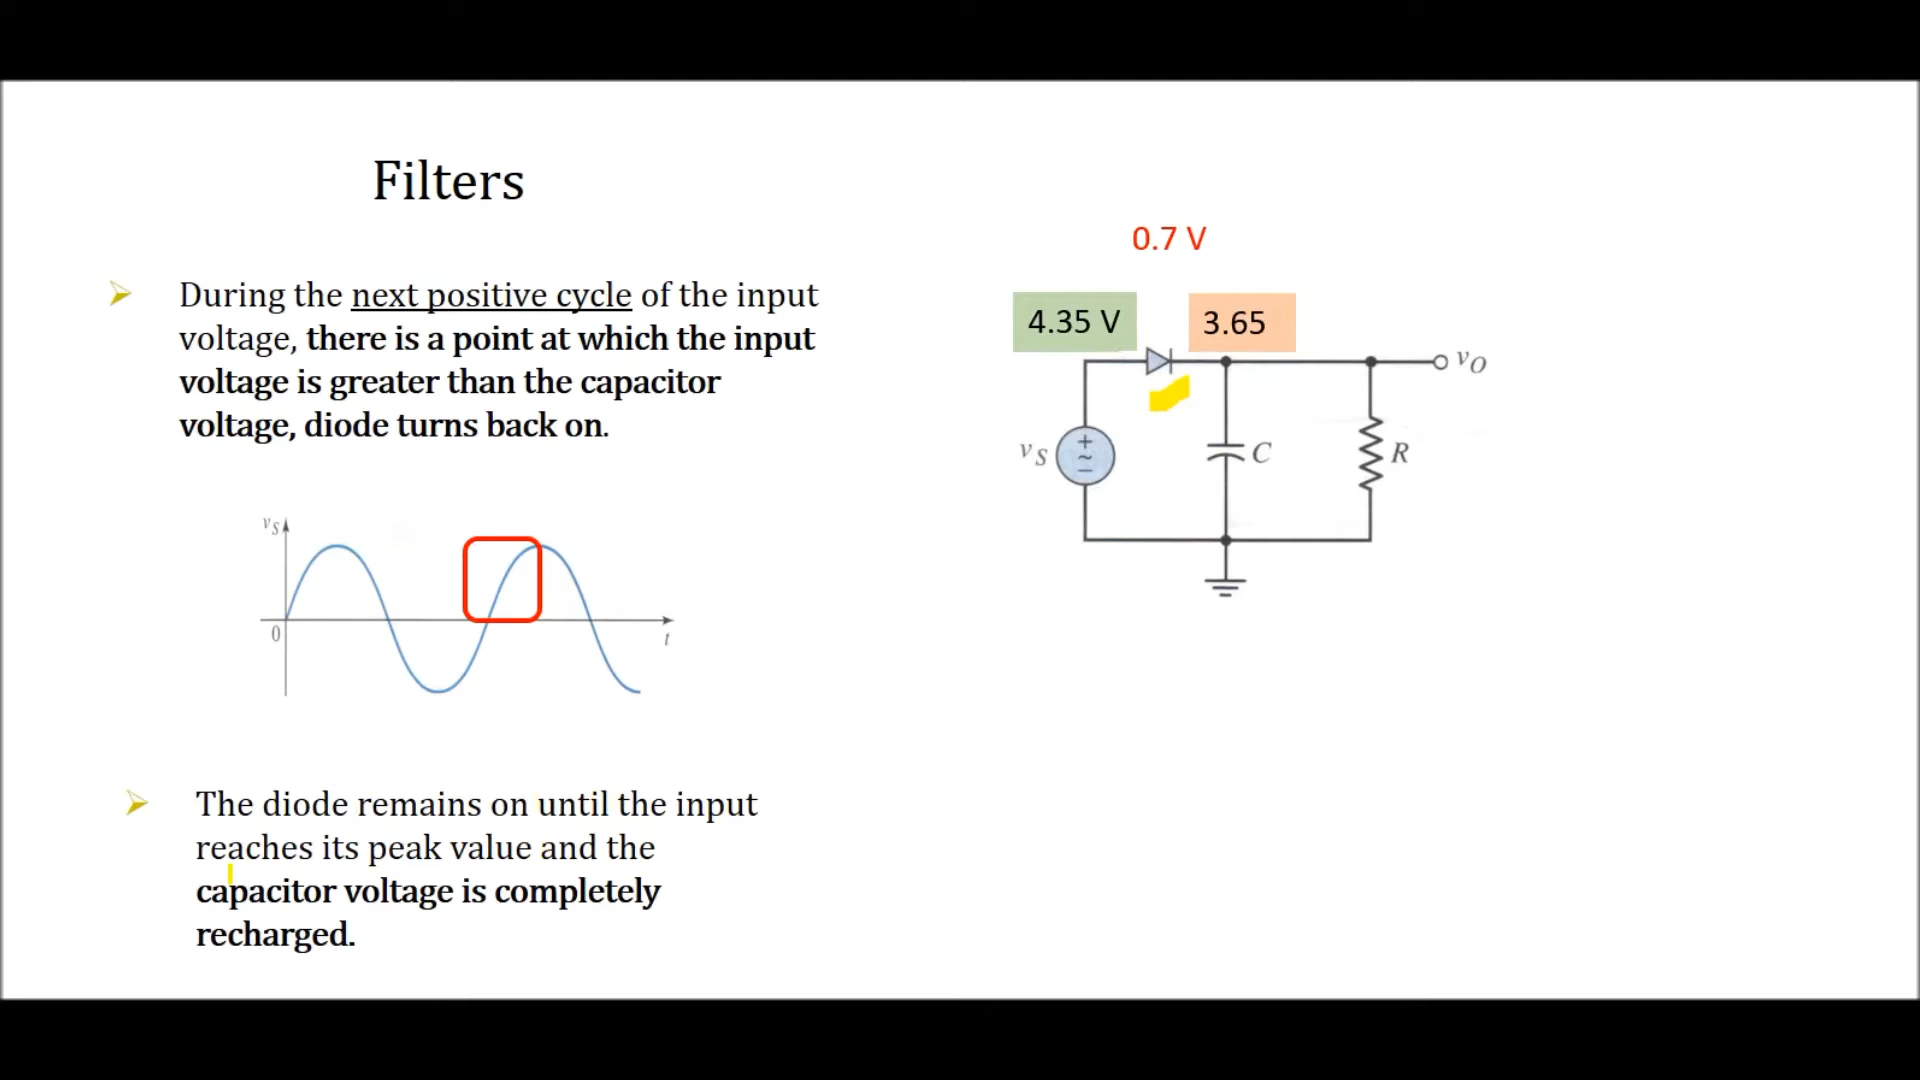 Filters
During the next positive cycle of the input
voltage, there is a point at which the input
voltage is greater than the capacitor
voltage, diode turns back on.
vS
0
t
The diode remains on until the input
reaches its peak value and the
capacitor voltage is completely
recharged.
0.7 V
4.35 V
3.65
vO
vS
+
~
−
C
R